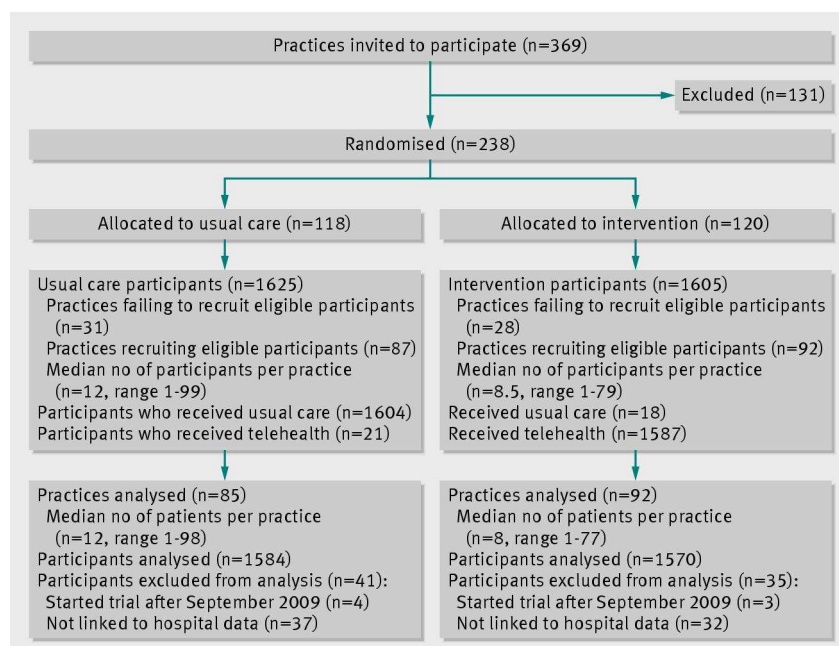 Practices invited to participate (n=369)
Excluded (n=131)
Randomised (n=238)
Allocated to usual care (n=118)
Allocated to intervention (n=120)
Usual care participants (n=1625)
Practices failing to recruit eligible participants
(n=31)
Practices recruiting eligible participants (n=87)
Median no of participants per practice
(n=12, range 1-99)
Participants who received usual care (n=1604)
Participants who received telehealth (n=21)
Intervention participants (n=1605)
Practices failing to recruit eligible participants
(n=28)
Practices recruiting eligible participants (n=92)
Median no of participants per practice
(n=8.5, range 1-79)
Received usual care (n=18)
Received telehealth (n=1587)
Practices analysed (n=85)
Median no of patients per practice
(n=12, range 1-98)
Participants analysed (n=1584)
Participants excluded from analysis (n=41):
Started trial after September 2009 (n=4)
Not linked to hospital data (n=37)
Practices analysed (n=92)
Median no of patients per practice
(n=8, range 1-77)
Participants analysed (n=1570)
Participants excluded from analysis (n=35):
Started trial after September 2009 (n=3)
Not linked to hospital data (n=32)